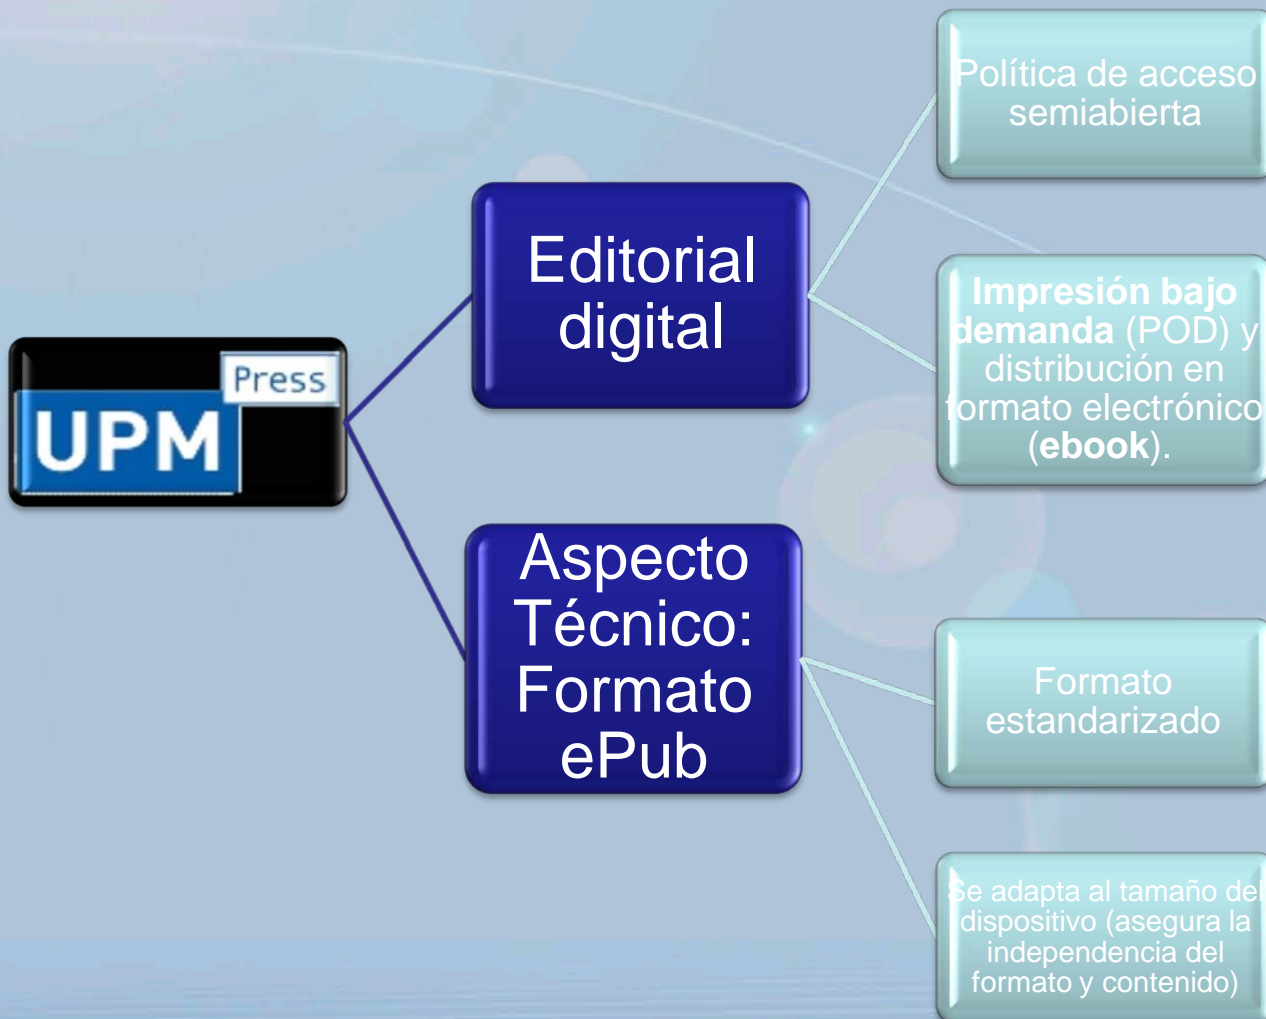 Press
UPM
Editorial
digital
Política de acceso
semiabierta
Impresión bajo
demanda (POD) y
distribución en
formato electrónico
(ebook).
Aspecto
Técnico:
Formato
ePub
Formato
estandarizado
Se adapta al tamaño del
dispositivo (asegura la
independencia del
formato y contenido)